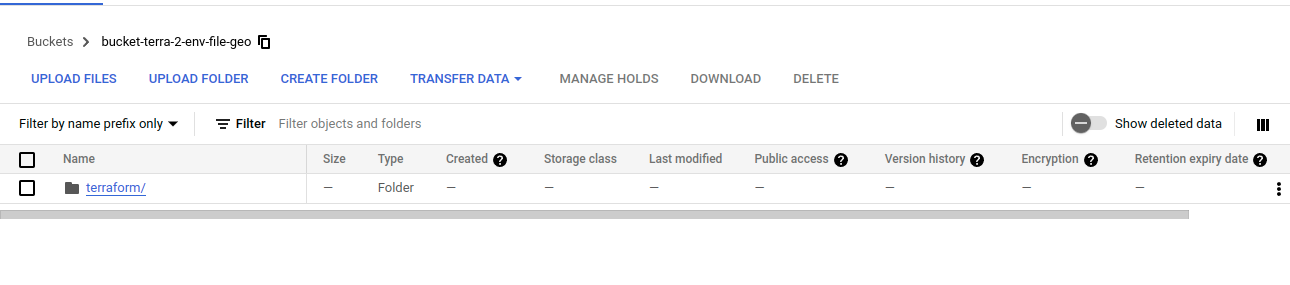 Buckets > bucket-terra-2-env-file-geo
UPLOAD FILES UPLOAD FOLDER CREATE FOLDER TRANSFER DATA MANAGE HOLDS DOWNLOAD DELETE
Filter by name prefix only Filter Filter objects and folders Show deleted data
Name Size Type Created ? Storage class Last modified Public access ? Version history ? Encryption ? Retention expiry date ?
terraform/ — Folder — — — — — — —